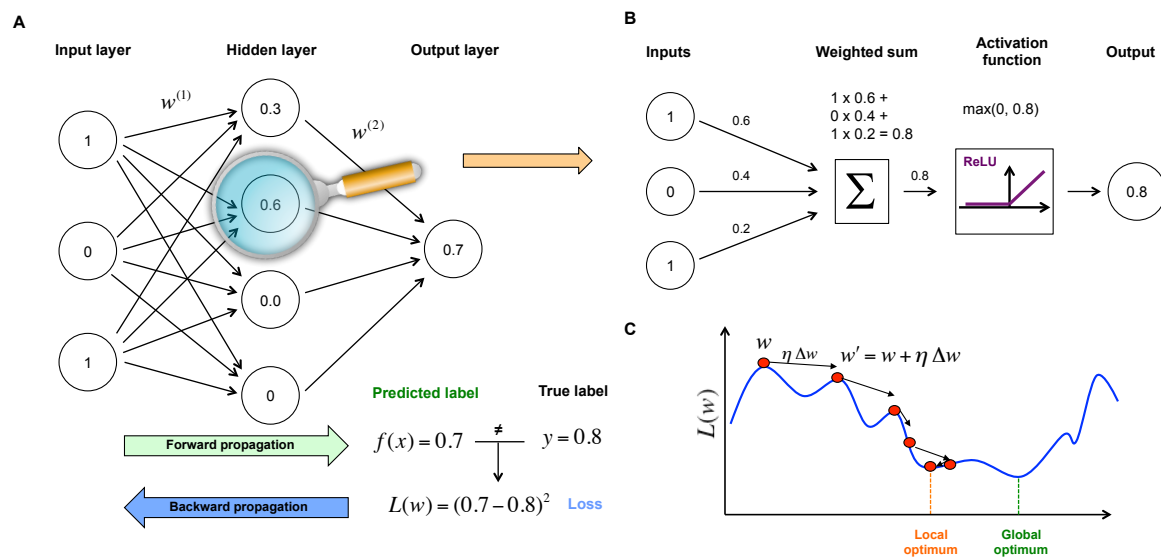 A
Input layer
Hidden layer
Output layer
w(1)
w(2)
1
0
1
0.3
0.6
0.0
0
0.7
Predicted label
True label
Forward propagation
f(x) = 0.7
≠
y = 0.8
Backward propagation
L(w) = (0.7 − 0.8)²
Loss
B
Inputs
Weighted sum
Activation
function
Output
1
0
1
0.6
0.4
0.2
1 x 0.6 +
0 x 0.4 +
1 x 0.2 = 0.8
Σ
0.8
max(0, 0.8)
ReLU
0.8
C
L(w)
w
η Δw
w′ = w + η Δw
Local
optimum
Global
optimum